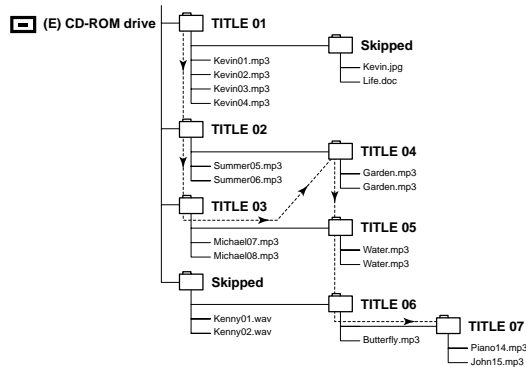 (E) CD-ROM drive
TITLE 01
Kevin01.mp3
Kevin02.mp3
Kevin03.mp3
Kevin04.mp3
Skipped
Kevin.jpg
Life.doc
TITLE 02
Summer05.mp3
Summer06.mp3
TITLE 04
Garden.mp3
Garden.mp3
TITLE 03
Michael07.mp3
Michael08.mp3
TITLE 05
Water.mp3
Water.mp3
Skipped
Kenny01.wav
Kenny02.wav
TITLE 06
Butterfly.mp3
TITLE 07
Piano14.mp3
John15.mp3